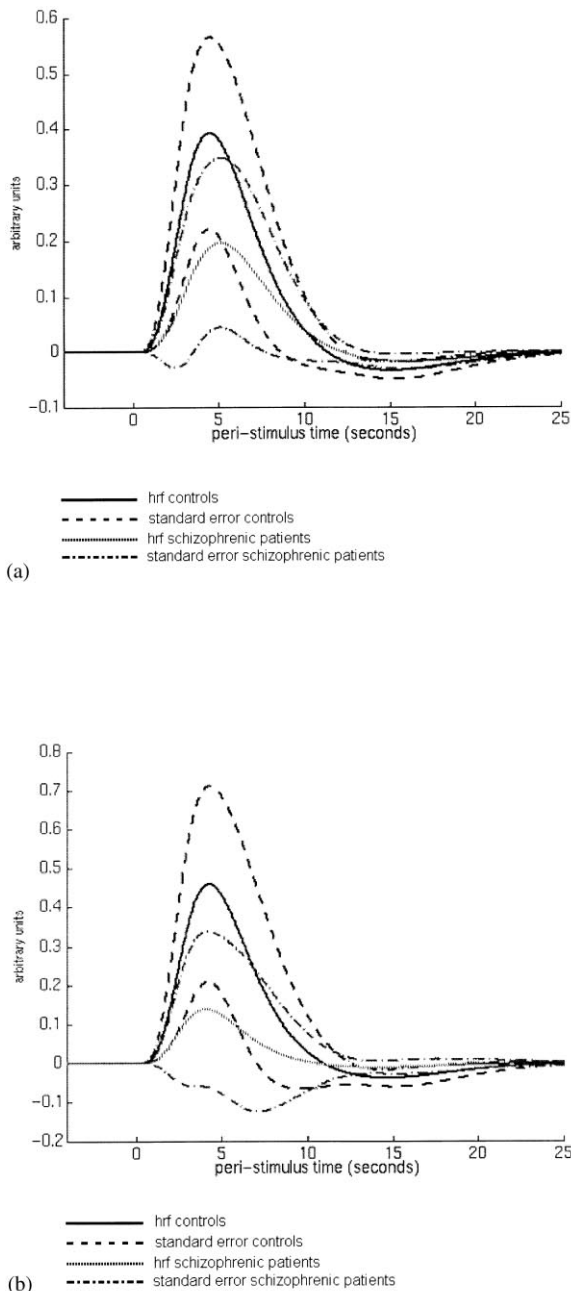 0.6
0.5
0.4
0.3
0.2
0.1
0
−0.1
arbitrary units
0 5 10 15 20 25
peri−stimulus time (seconds)
hrf controls
standard error controls
hrf schizophrenic patients
standard error schizophrenic patients
(a)
0.8
0.7
0.6
0.5
0.4
0.3
0.2
0.1
0
−0.1
−0.2
arbitrary units
0 5 10 15 20 25
peri−stimulus time (seconds)
hrf controls
standard error controls
hrf schizophrenic patients
standard error schizophrenic patients
(b)